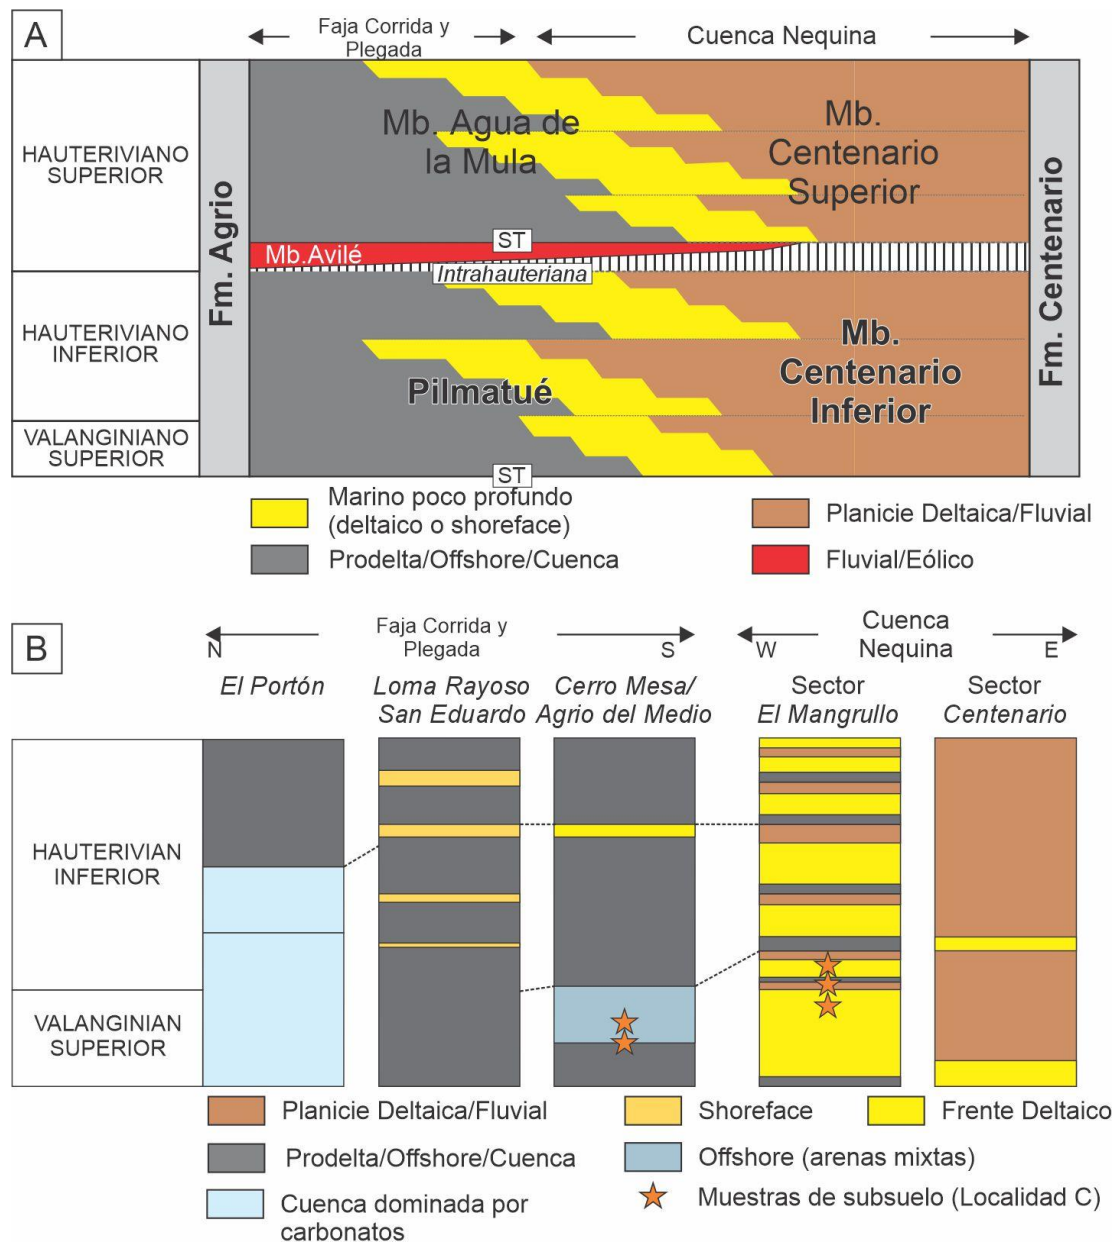 A
Faja Corrida y
Plegada
Cuenca Nequina
HAUTERIVIANO
SUPERIOR
HAUTERIVIANO
INFERIOR
VALANGINIANO
SUPERIOR
Fm. Agrio
Mb. Agua de
la Mula
Mb.
Centenario
Superior
ST
Mb.Avilé
Intrahauteriana
Pilmatué
Mb.
Centenario
Inferior
ST
Fm. Centenario
Marino poco profundo
(deltaico o shoreface)
Planicie Deltaica/Fluvial
Prodelta/Offshore/Cuenca
Fluvial/Eólico
B
Faja Corrida y
Plegada
N
S
Cuenca
Nequina
W
E
El Portón
Loma Rayoso
San Eduardo
Cerro Mesa/
Agrio del Medio
Sector
El Mangrullo
Sector
Centenario
HAUTERIVIAN
INFERIOR
VALANGINIAN
SUPERIOR
Planicie Deltaica/Fluvial
Shoreface
Frente Deltaico
Prodelta/Offshore/Cuenca
Offshore (arenas mixtas)
Cuenca dominada por
carbonatos
Muestras de subsuelo (Localidad C)